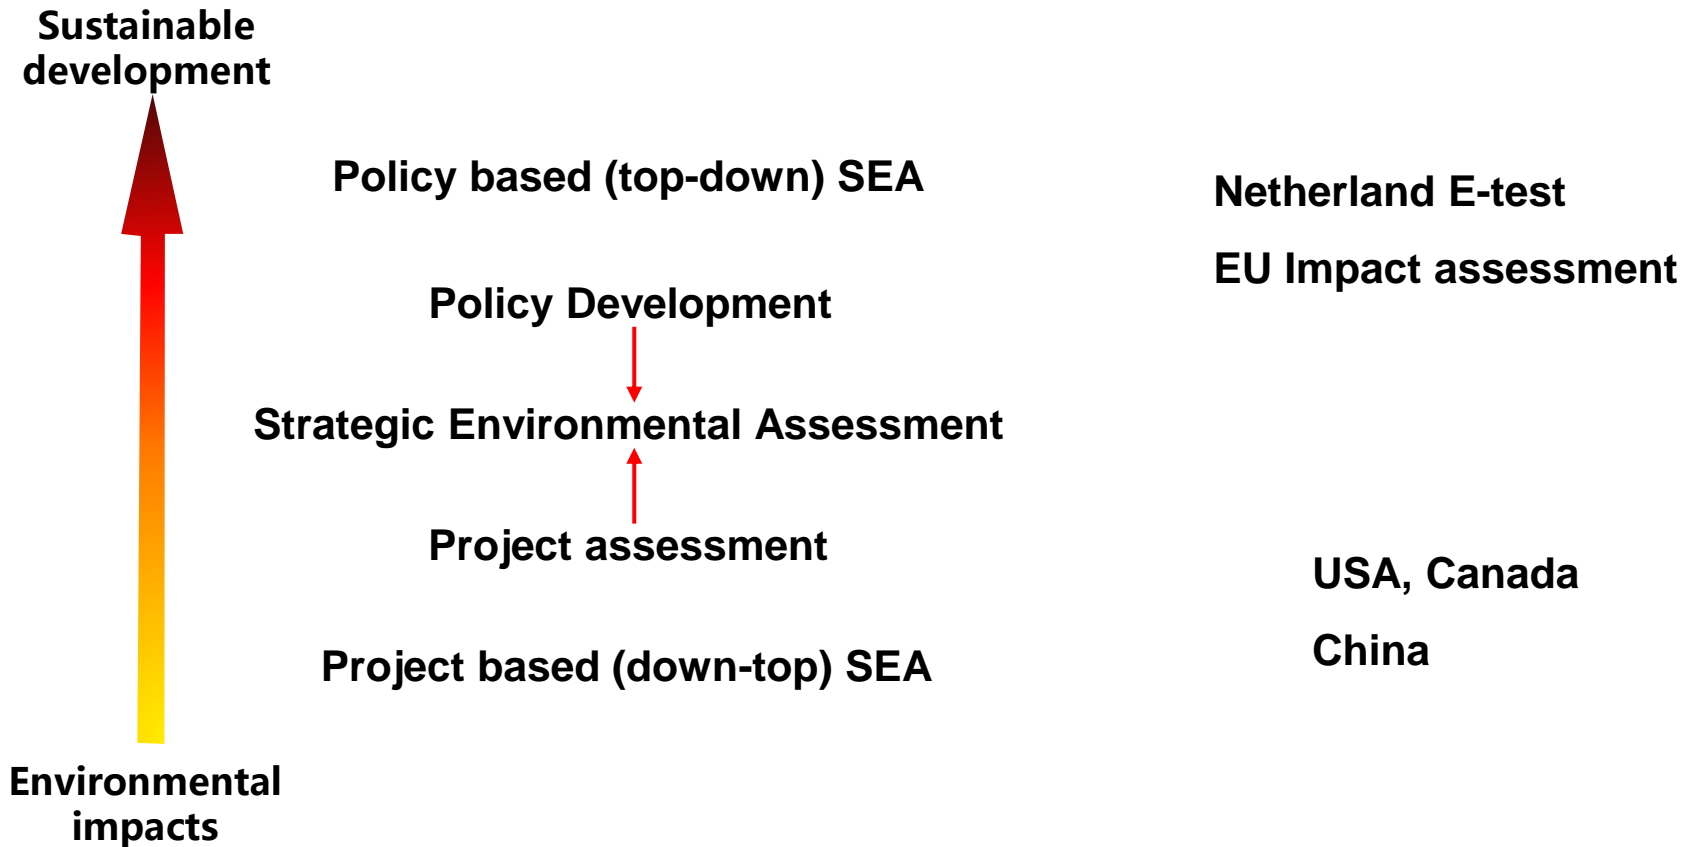 Sustainable
development
Policy based (top-down) SEA
Netherland E-test
EU Impact assessment
Policy Development
Strategic Environmental Assessment
Project assessment
USA, Canada
China
Project based (down-top) SEA
Environmental
impacts